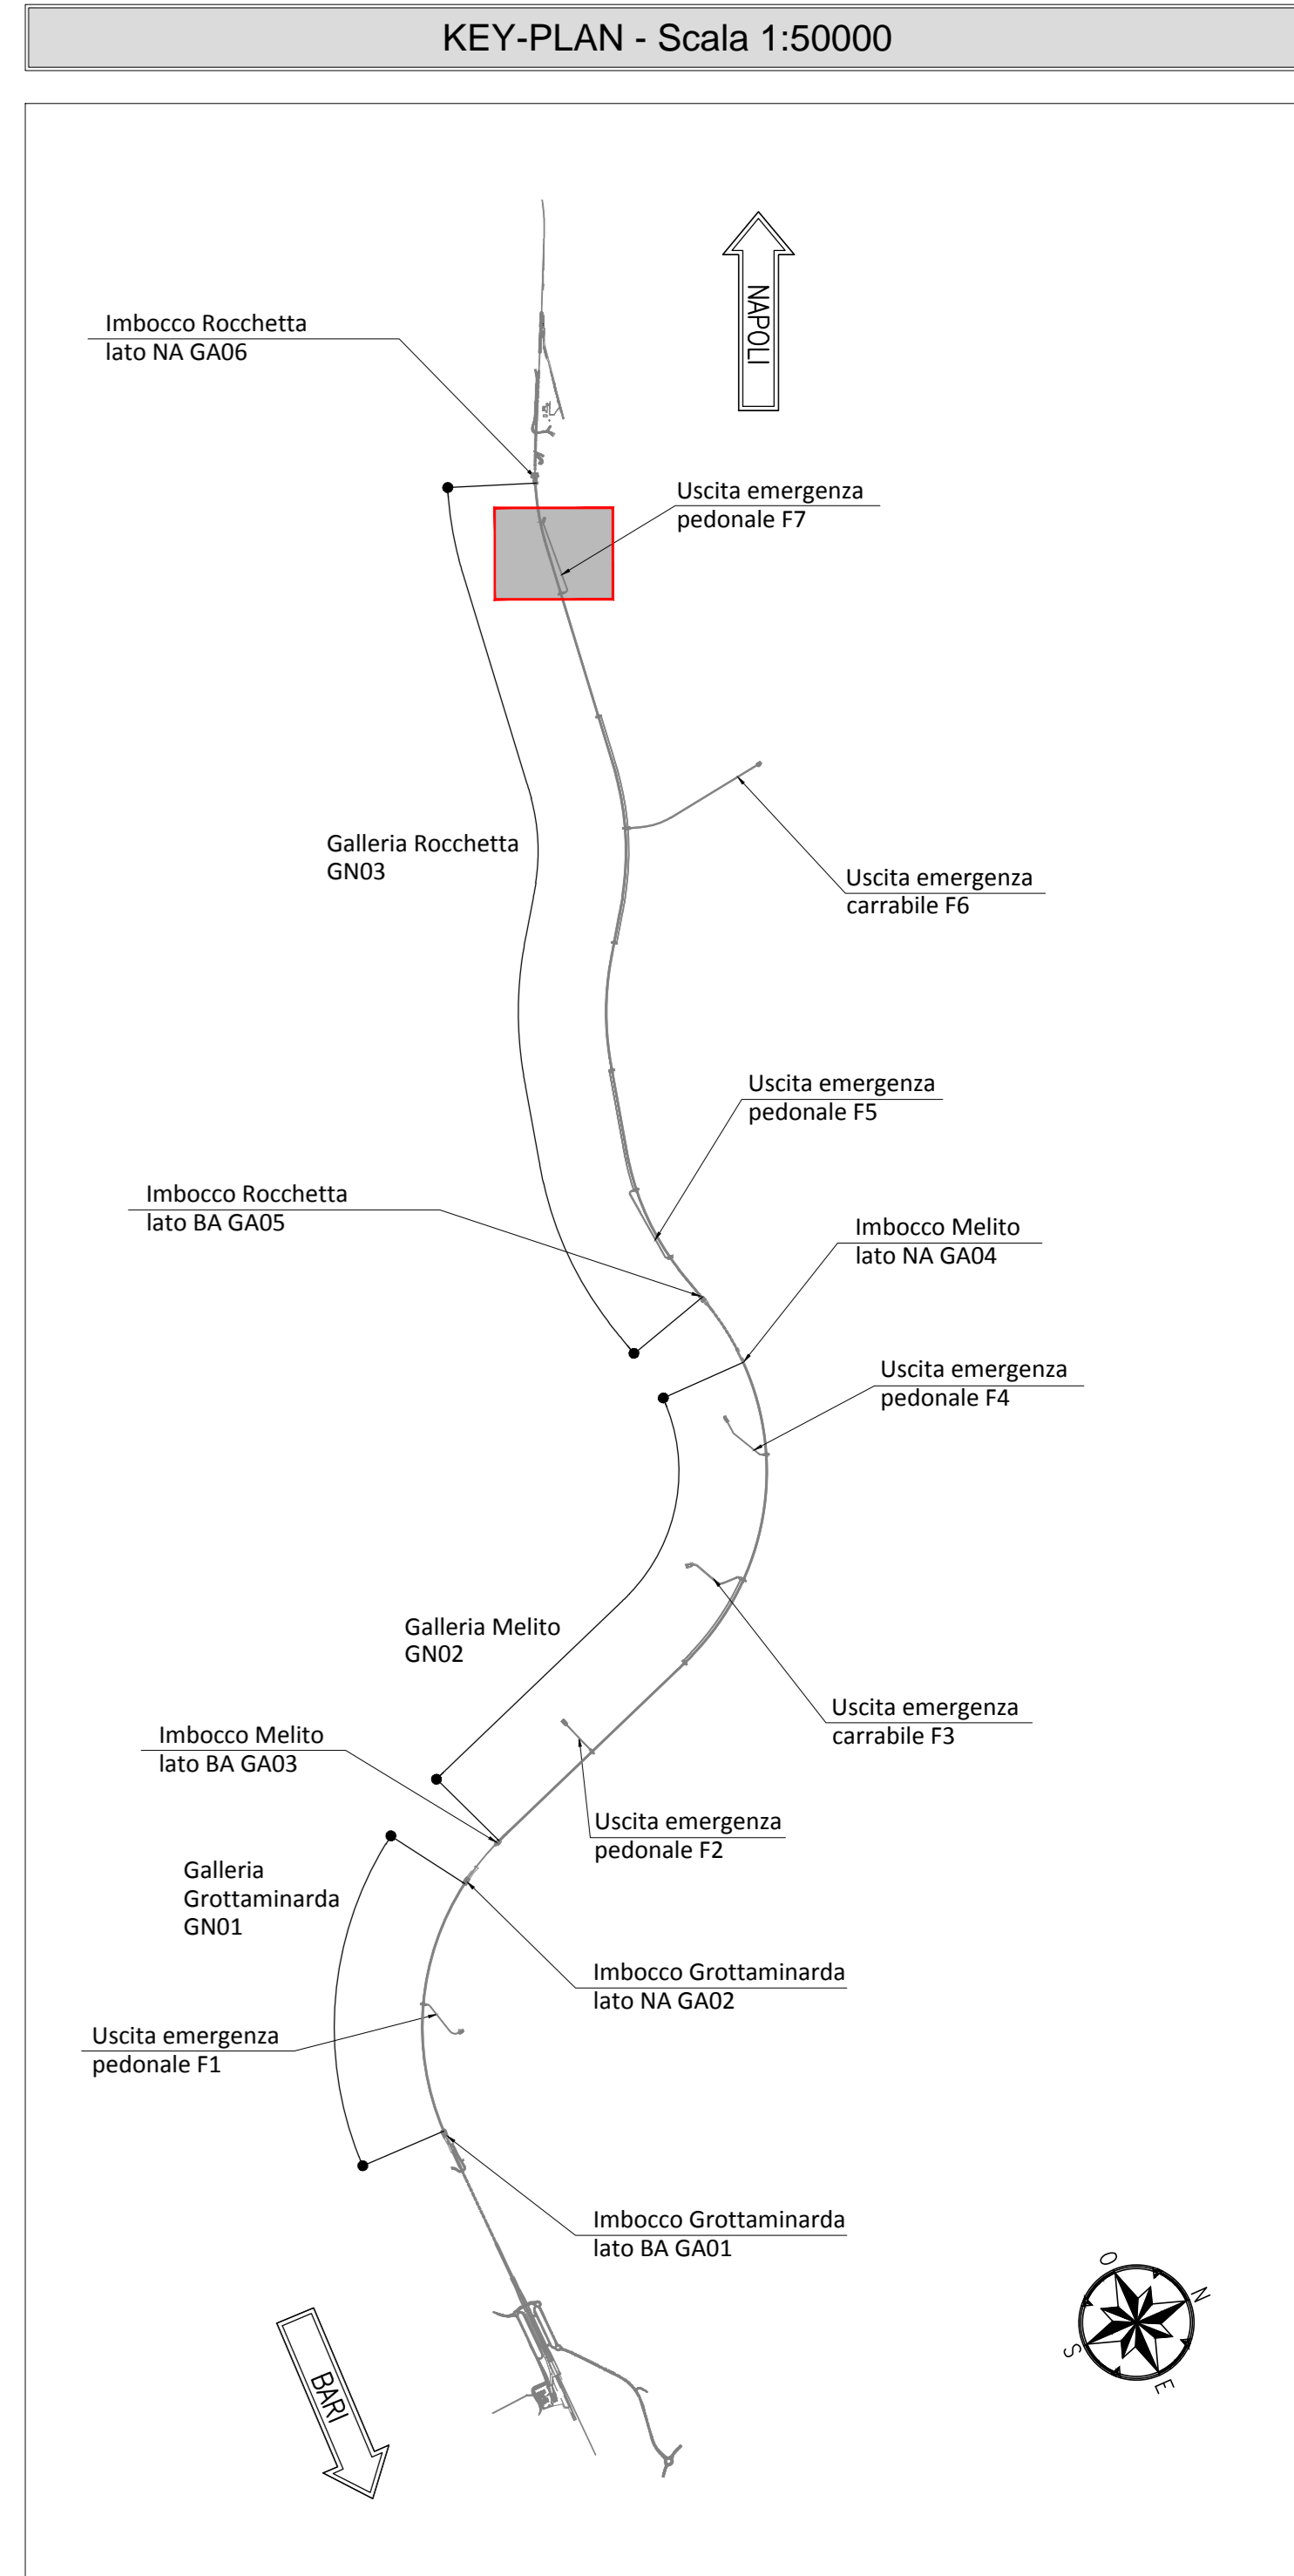 KEY-PLAN - Scala 1:50000
NAPOLI
Imbocco Rocchetta
lato NA GA06
Uscita emergenza
pedonale F7
Galleria Rocchetta
GN03
Uscita emergenza
carrabile F6
Uscita emergenza
pedonale F5
Imbocco Rocchetta
lato BA GA05
Imbocco Melito
lato NA GA04
Uscita emergenza
pedonale F4
Galleria Melito
GN02
Uscita emergenza
carrabile F3
Imbocco Melito
lato BA GA03
Uscita emergenza
pedonale F2
Galleria
Grottaminarda
GN01
Imbocco Grottaminarda
lato NA GA02
Uscita emergenza
pedonale F1
Imbocco Grottaminarda
lato BA GA01
O
N
S
E
BARI